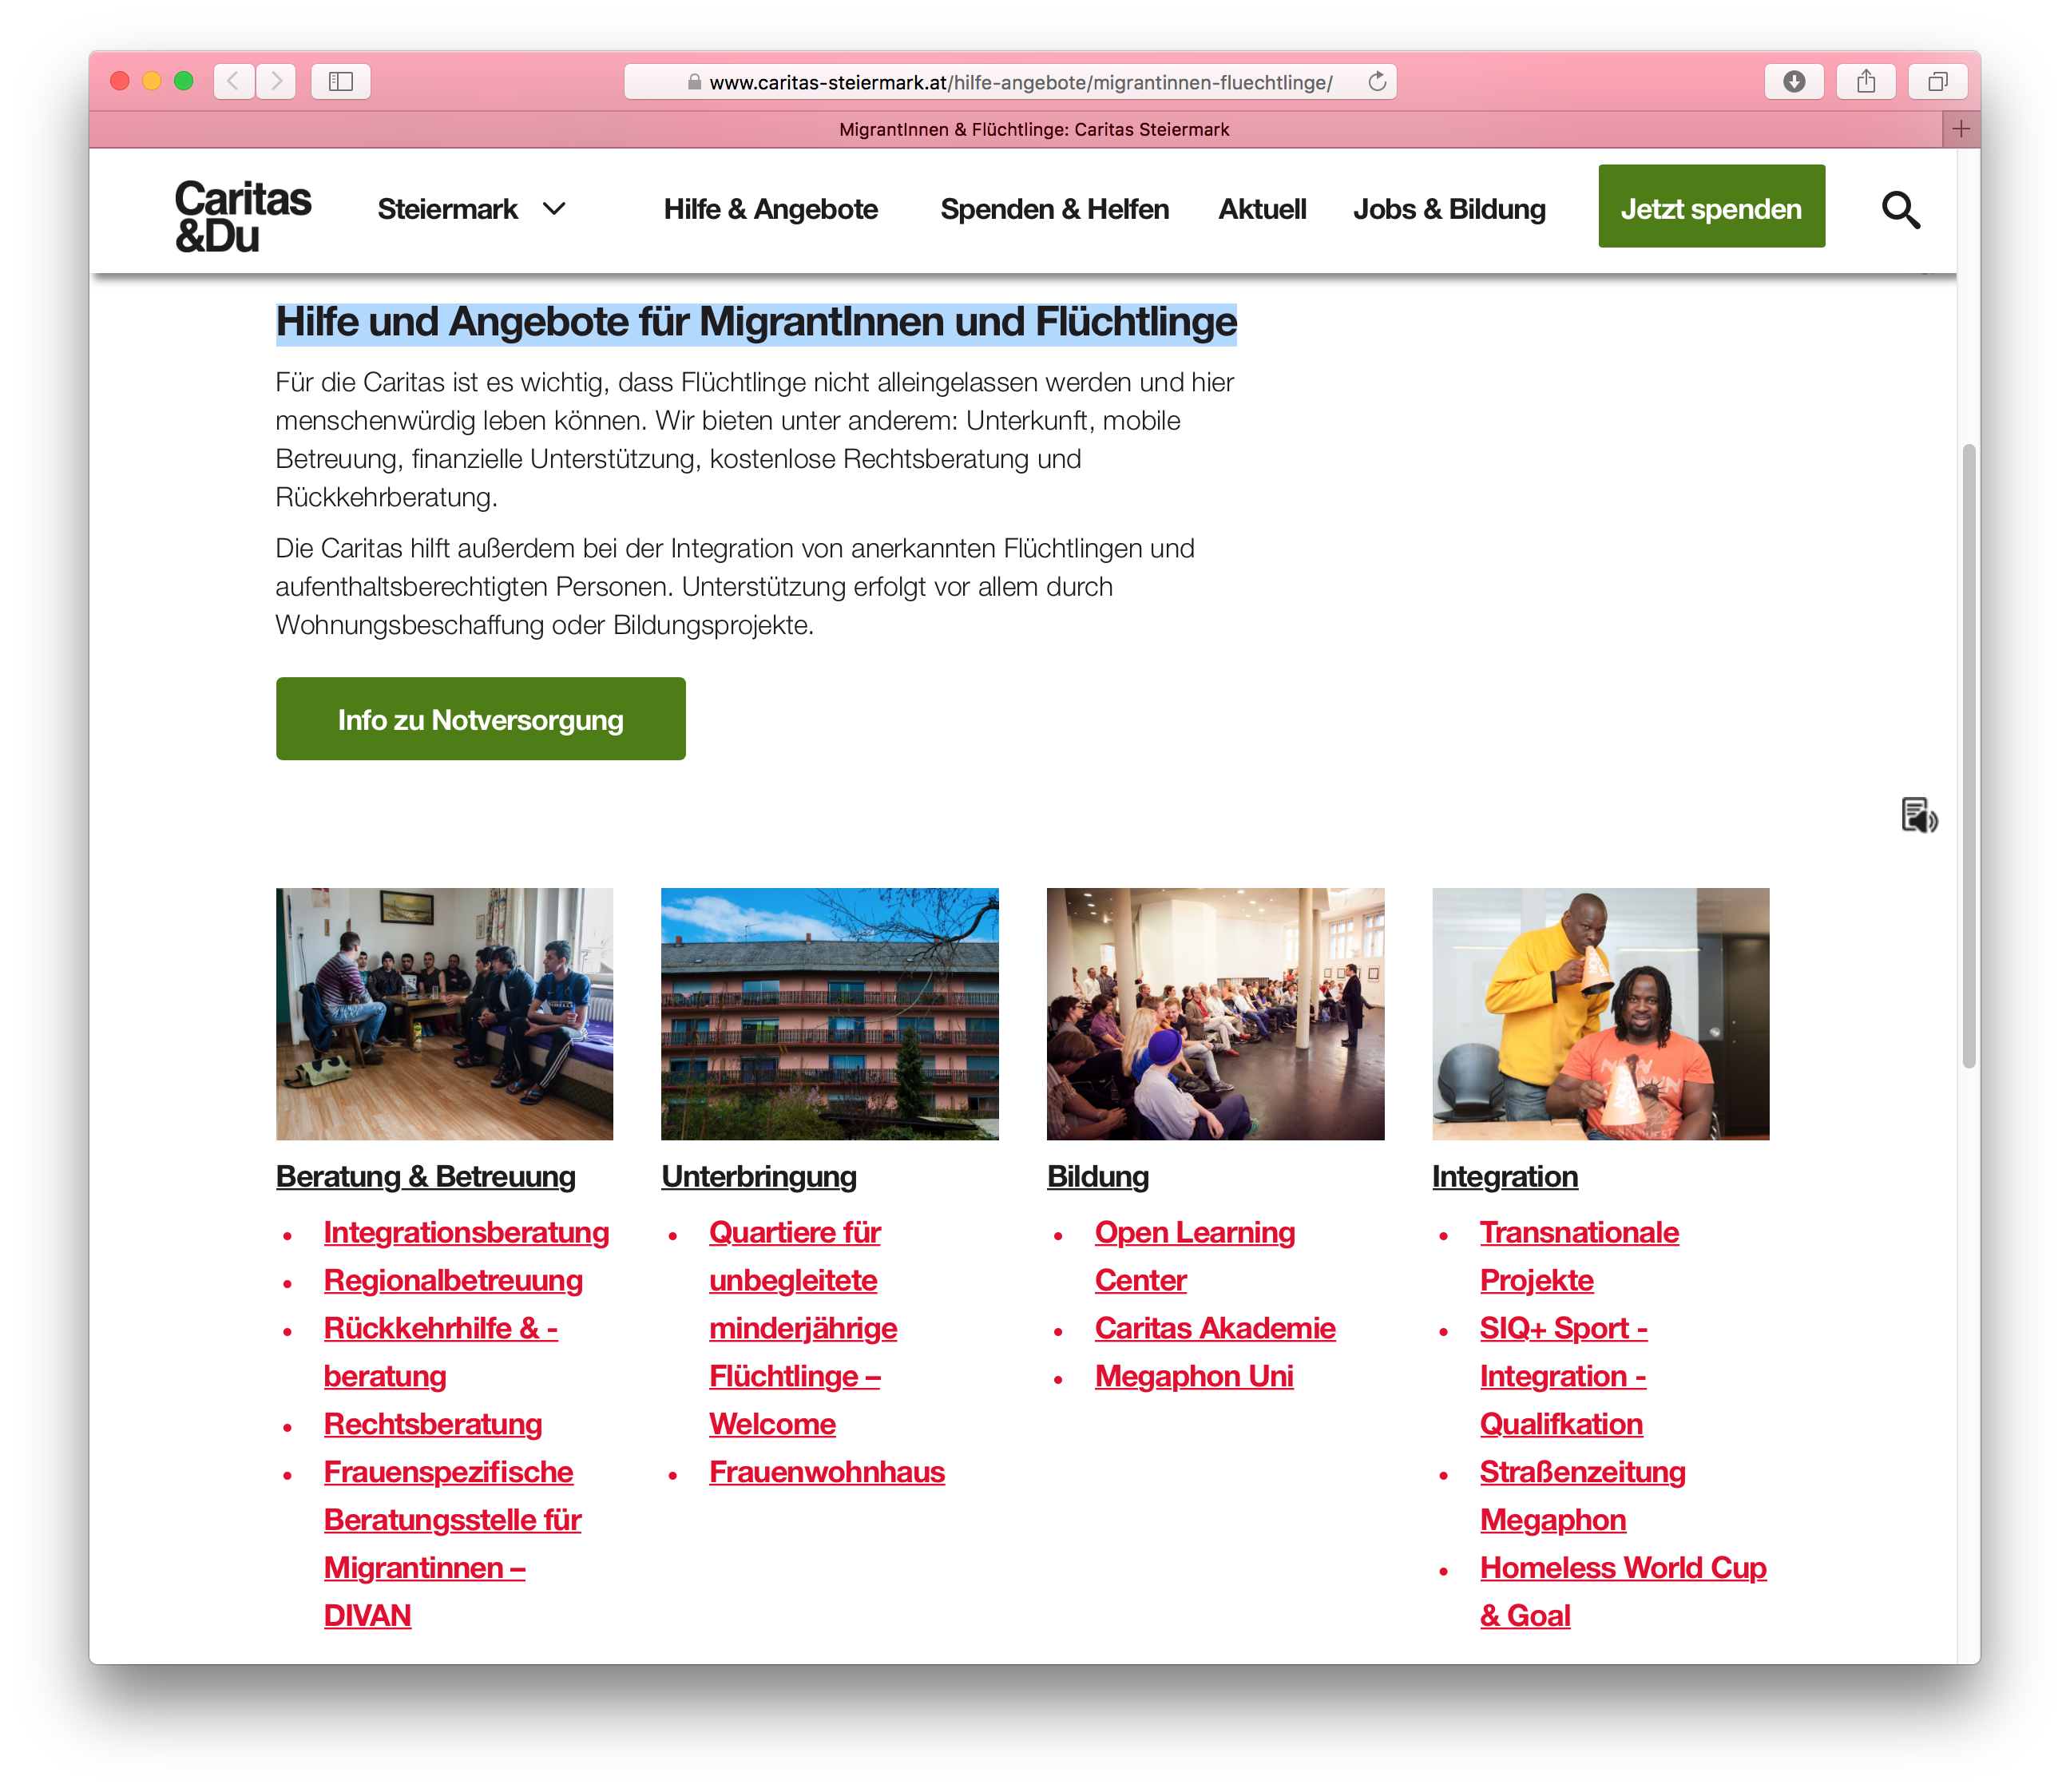 www.caritas-steiermark.at/hilfe-angebote/migrantinnen-fluechtlinge/
MigrantInnen & Flüchtlinge: Caritas Steiermark
Caritas
&Du
Steiermark
Hilfe & Angebote
Spenden & Helfen
Aktuell
Jobs & Bildung
Jetzt spenden
Hilfe und Angebote für MigrantInnen und Flüchtlinge
Für die Caritas ist es wichtig, dass Flüchtlinge nicht alleingelassen werden und hier
menschenwürdig leben können. Wir bieten unter anderem: Unterkunft, mobile
Betreuung, finanzielle Unterstützung, kostenlose Rechtsberatung und
Rückkehrberatung.
Die Caritas hilft außerdem bei der Integration von anerkannten Flüchtlingen und
aufenthaltsberechtigten Personen. Unterstützung erfolgt vor allem durch
Wohnungsbeschaffung oder Bildungsprojekte.
Info zu Notversorgung
Beratung & Betreuung
Integrationsberatung
Regionalbetreuung
Rückkehrhilfe & -
beratung
Rechtsberatung
Frauenspezifische
Beratungsstelle für
Migrantinnen –
DIVAN
Unterbringung
Quartiere für
unbegleitete
minderjährige
Flüchtlinge –
Welcome
Frauenwohnhaus
Bildung
Open Learning
Center
Caritas Akademie
Megaphon Uni
Integration
Transnationale
Projekte
SIQ+ Sport -
Integration -
Qualifkation
Straßenzeitung
Megaphon
Homeless World Cup
& Goal